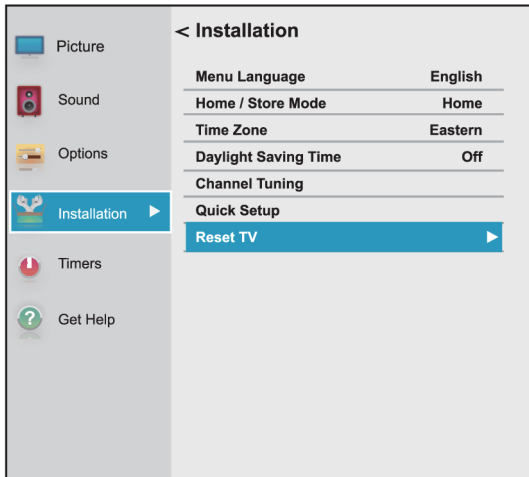 Picture
Sound
Options
Installation
Timers
? Get Help
< Installation
Menu Language English
Home / Store Mode Home
Time Zone Eastern
Daylight Saving Time Off
Channel Tuning
Quick Setup
Reset TV